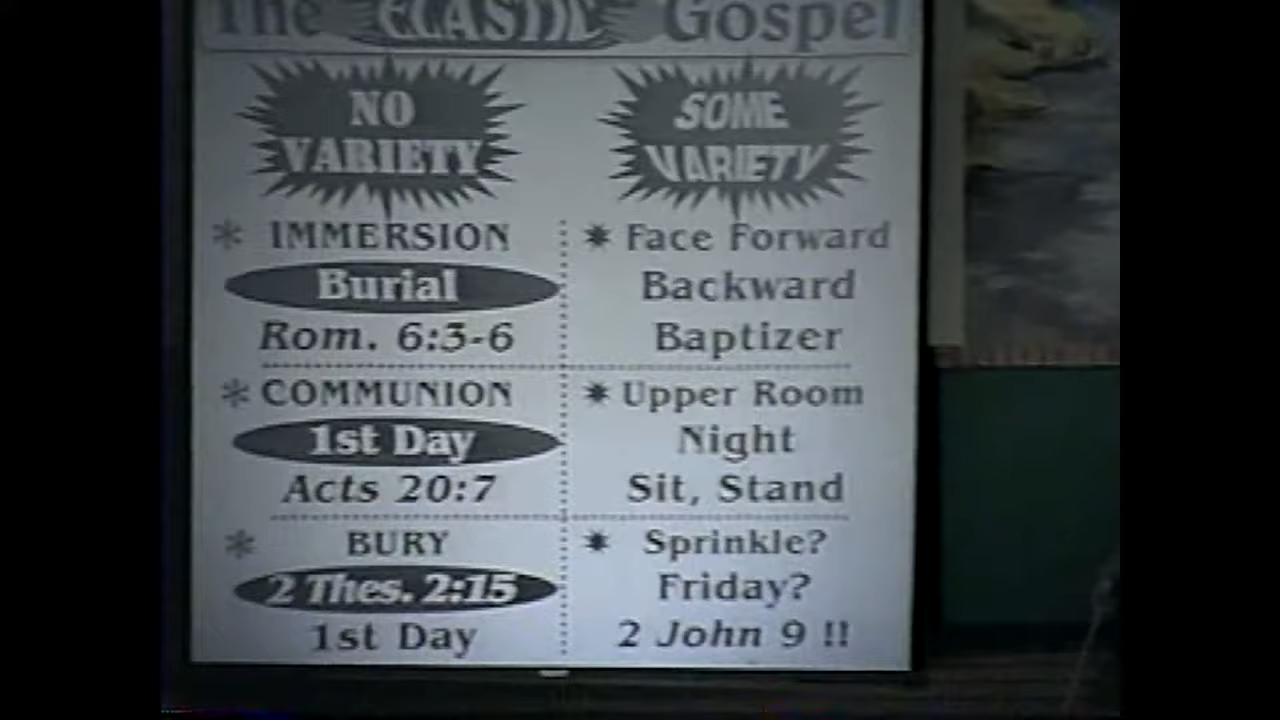 The ELASTIC Gospel
NO
VARIETY
SOME
VARIETY
* IMMERSION
Burial
Rom. 6:3-6
* Face Forward
Backward
Baptizer
* COMMUNION
1st Day
Acts 20:7
* Upper Room
Night
Sit, Stand
* BURY
2 Thes. 2:15
1st Day
* Sprinkle?
Friday?
2 John 9 !!